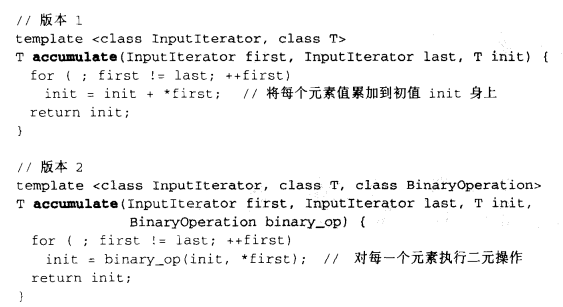 // 版本 1
template <class InputIterator, class T>
T accumulate(InputIterator first, InputIterator last, T init) {
  for ( ; first != last; ++first)
    init = init + *first;  // 将每个元素值累加到初值 init 身上
  return init;
}

// 版本 2
template <class InputIterator, class T, class BinaryOperation>
T accumulate(InputIterator first, InputIterator last, T init,
             BinaryOperation binary_op) {
  for ( ; first != last; ++first)
    init = binary_op(init, *first);  //  对每一个元素执行二元操作
  return init;
}